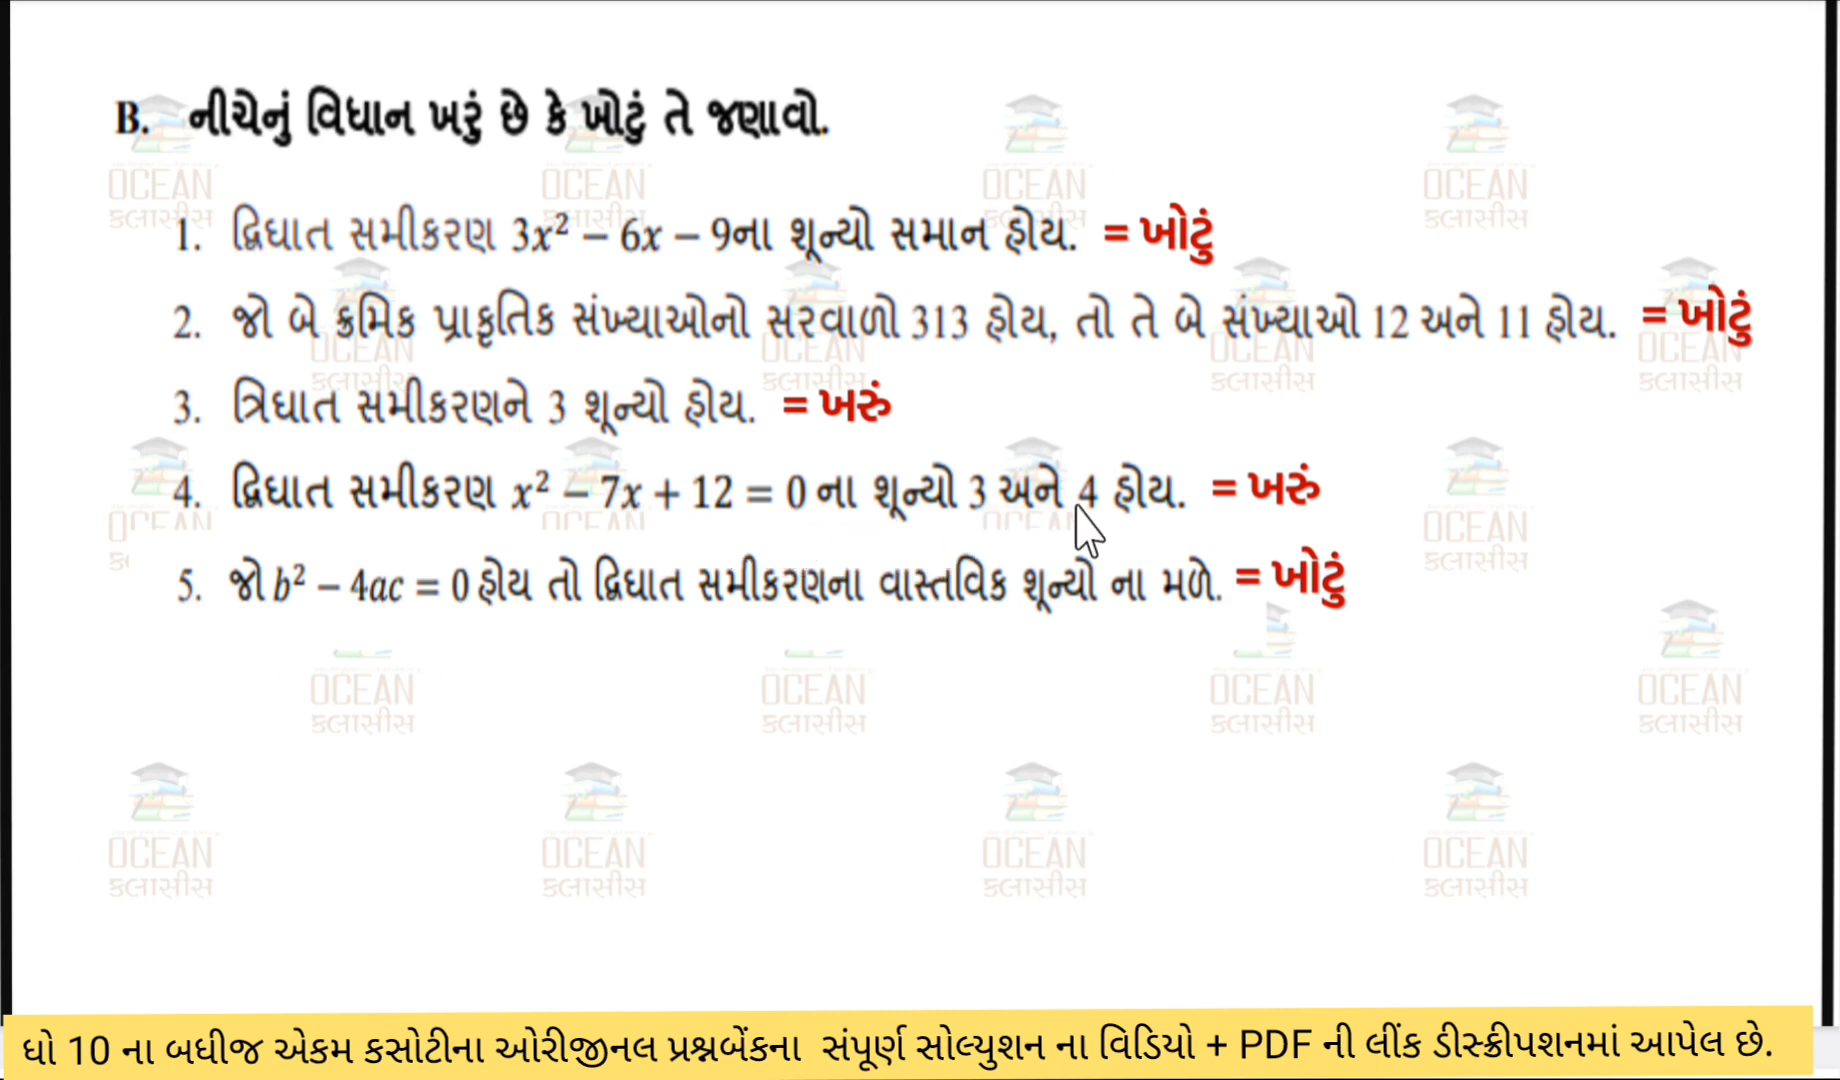 B. નીચેનું વિધાન ખરું છે કે ખોટું તે જણાવો.
1. દ્વિઘાત સમીકરણ 3x² − 6x − 9ના શૂન્યો સમાન હોય. = ખોટું
2. જો બે ક્રમિક પ્રાકૃતિક સંખ્યાઓનો સરવાળો 313 હોય, તો તે બે સંખ્યાઓ 12 અને 11 હોય. = ખોટું
3. ત્રિઘાત સમીકરણને 3 શૂન્યો હોય. = ખરું
4. દ્વિઘાત સમીકરણ x² − 7x + 12 = 0 ના શૂન્યો 3 અને 4 હોય. = ખરું
5. જો b² − 4ac = 0 હોય તો દ્વિઘાત સમીકરણના વાસ્તવિક શૂન્યો ના મળે. = ખોટું
OCEAN
કલાસીસ
ધો 10 ના બધીજ એકમ કસોટીના ઓરીજીનલ પ્રશ્નબેંકના સંપૂર્ણ સોલ્યુશન ના વિડિયો + PDF ની લીંક ડીસ્ક્રીપશનમાં આપેલ છે.